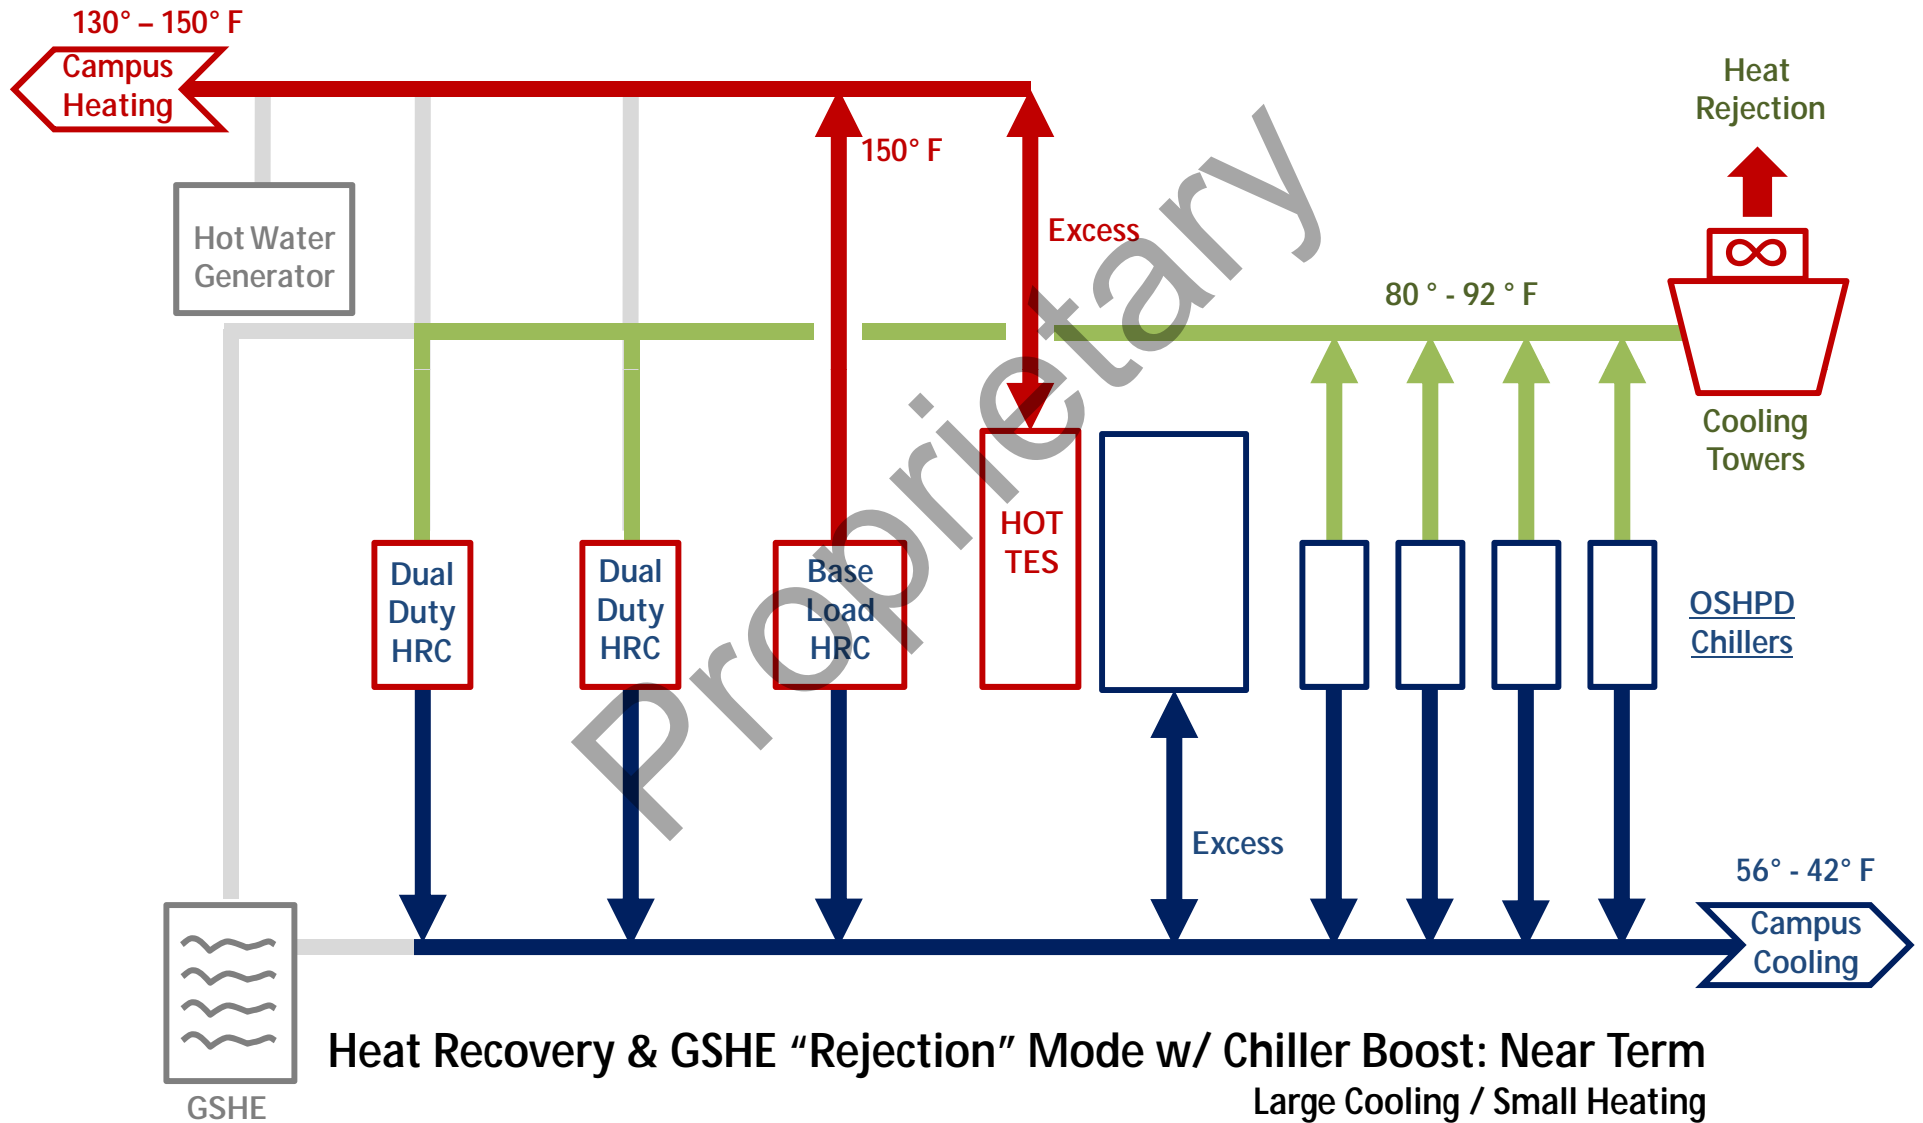 130° – 150° F
Campus
Heating
Heat
Rejection
150° F
Hot Water
Generator
Excess
80 ° - 92 ° F
Cooling
Towers
HOT
TES
Dual
Duty
HRC
Dual
Duty
HRC
Base
Load
HRC
OSHPD
Chillers
Proprietary
Excess
56° - 42° F
Campus
Cooling
Heat Recovery & GSHE “Rejection” Mode w/ Chiller Boost: Near Term
Large Cooling / Small Heating
GSHE